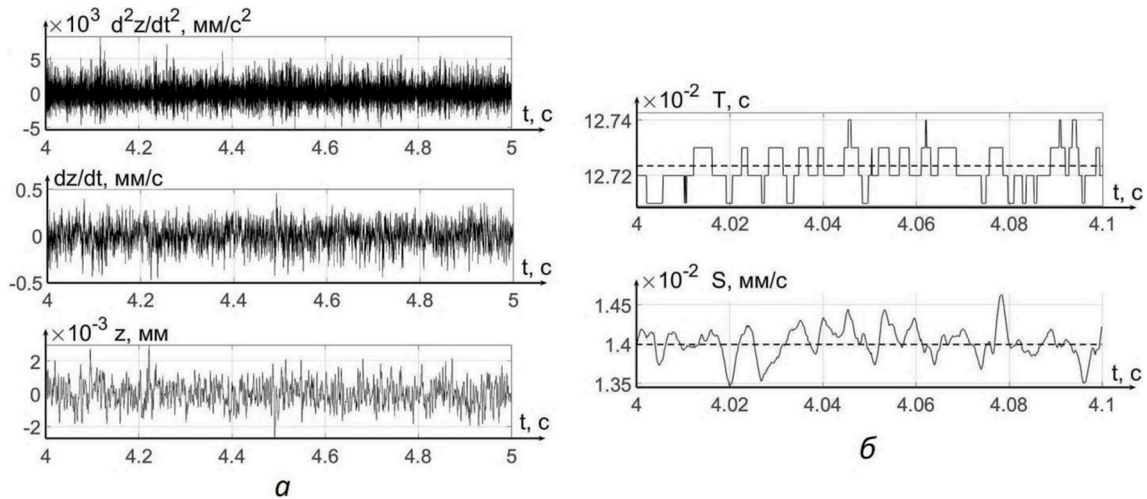 ×10³ d²z/dt², мм/с²
5
0
-5
4 4.2 4.4 4.6 4.8 5
t, с
dz/dt, мм/с
0.5
0
-0.5
4 4.2 4.4 4.6 4.8 5
t, с
×10⁻³ z, мм
2
0
-2
4 4.2 4.4 4.6 4.8 5
t, с
а
×10⁻² T, с
12.74
12.72
4 4.02 4.04 4.06 4.08 4.1
t, с
×10⁻² S, мм/с
1.45
1.4
1.35
4 4.02 4.04 4.06 4.08 4.1
t, с
б